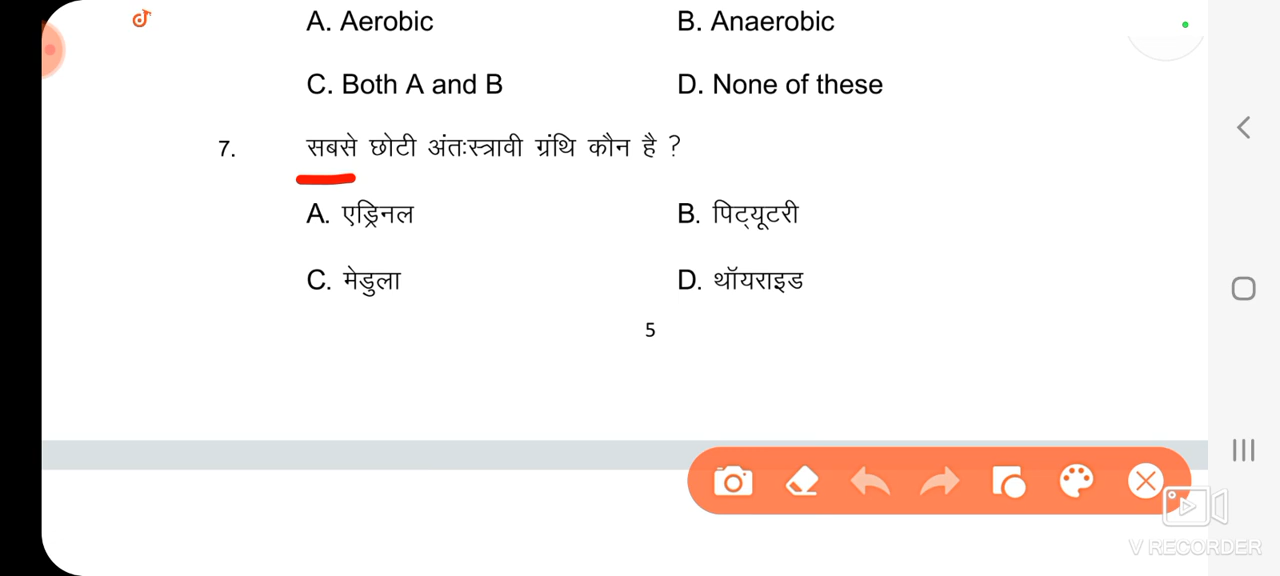 A. Aerobic B. Anaerobic
C. Both A and B D. None of these
7. सबसे छोटी अंतःस्त्रावी ग्रंथि कौन है ?
A. एड्रिनल B. पिट्यूटरी
C. मेडुला D. थॉयराइड
5
V RECORDER